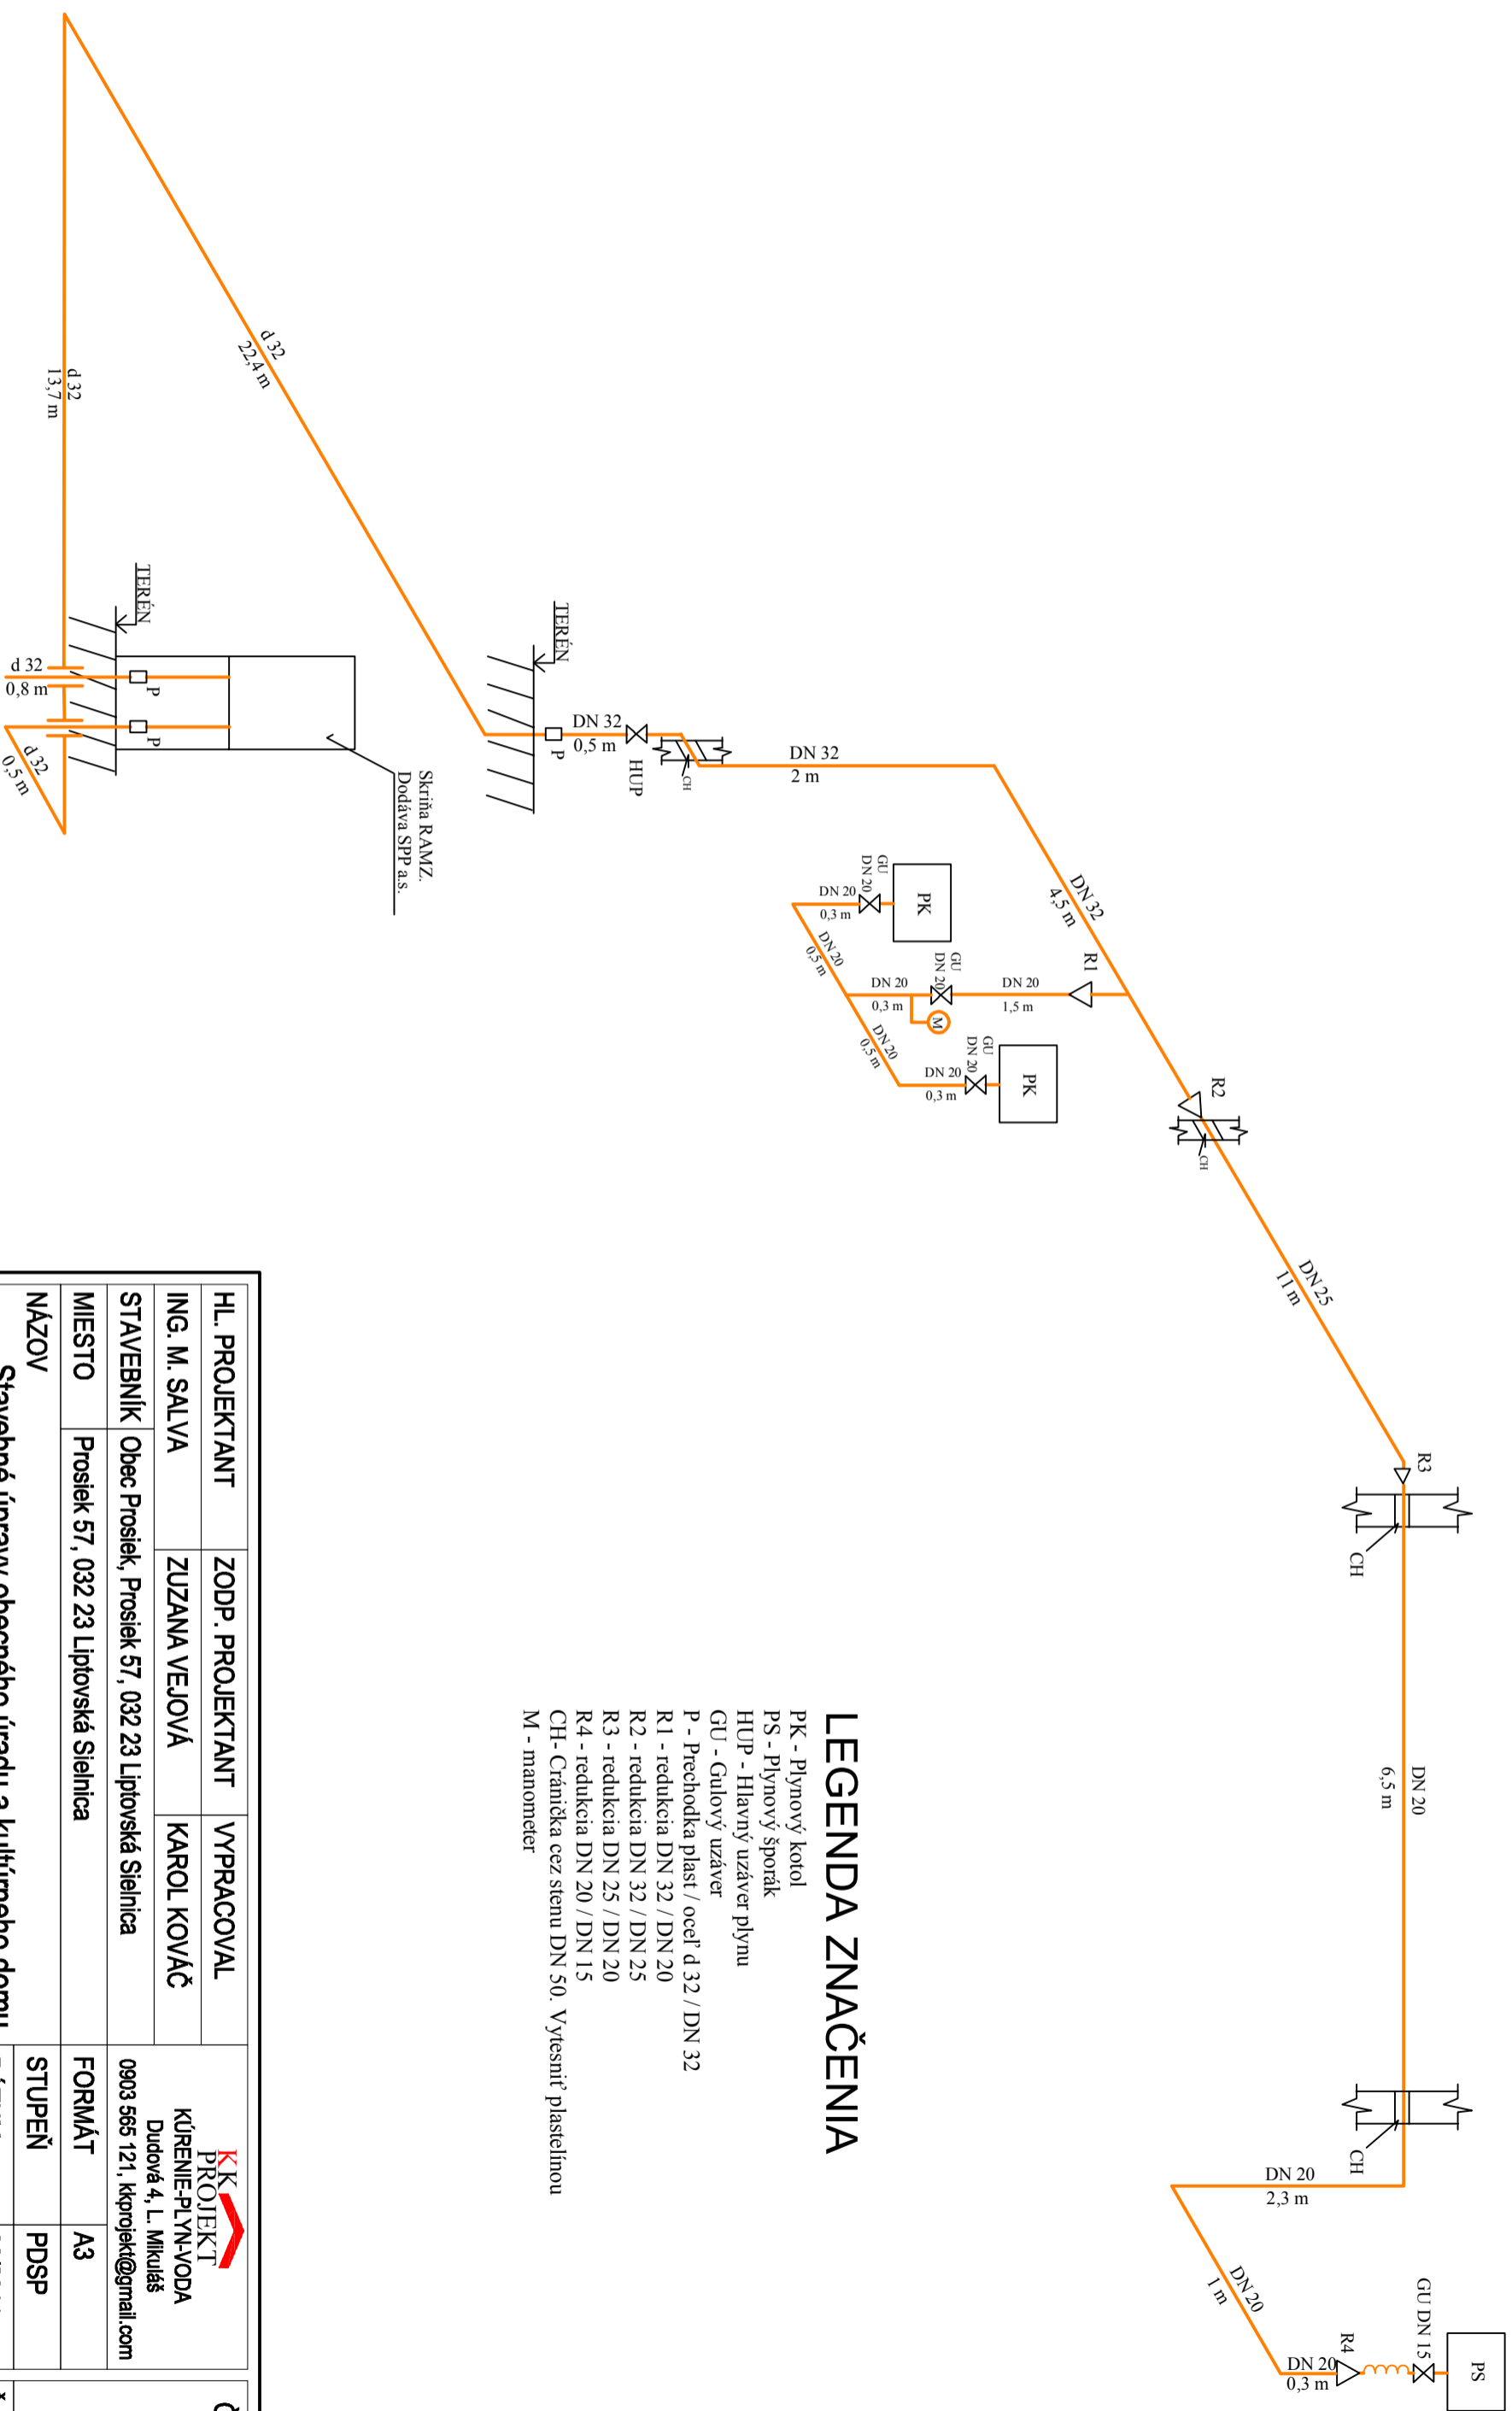 d 32
22,4 m
d 32
13,7 m
TERÉN
d 32
0,8 m
P
P
d 32
0,5 m
Skriňa RAMZ.
Dodáva SPP a.s.
TERÉN
P
DN 32
0,5 m
HUP
CH
DN 32
2 m
DN 32
4,5 m
R1
DN 20
1,5 m
GU
DN 20
M
DN 20
0,3 m
DN 20
0,5 m
DN 20
0,3 m
GU
DN 20
PK
DN 20
0,5 m
DN 20
0,3 m
GU
DN 20
PK
R2
CH
DN 25
11 m
R3
CH
DN 20
6,5 m
CH
DN 20
2,3 m
DN 20
1 m
DN 20
0,3 m
R4
GU DN 15
PS
LEGENDA ZNAČENIA
PK - Plynový kotol
PS - Plynový šporák
HUP - Hlavný uzáver plynu
GU - Gulový uzáver
P - Prechodka plast / oceľ d 32 / DN 32
R1 - redukcia DN 32 / DN 20
R2 - redukcia DN 32 / DN 25
R3 - redukcia DN 25 / DN 20
R4 - redukcia DN 20 / DN 15
CH- Cránička cez stenu DN 50. Vytesniť plastelínou
M - manometer
HL. PROJEKTANT ZODP. PROJEKTANT VYPRACOVAL
ING. M. SALVA ZUZANA VEJOVÁ KAROL KOVÁČ
STAVEBNÍK Obec Prosiek, Prosiek 57, 032 23 Liptovská Sielnica
MIESTO Prosiek 57, 032 23 Liptovská Sielnica
NÁZOV
Stavebné úpravy obecného úradu a kultúrneho domu
KK
PROJEKT
KÚRENIE-PLYN-VODA
Dudová 4, L. Mikuláš
0903 565 121, kkprojekt@gmail.com
FORMÁT A3
STUPEŇ PDSP